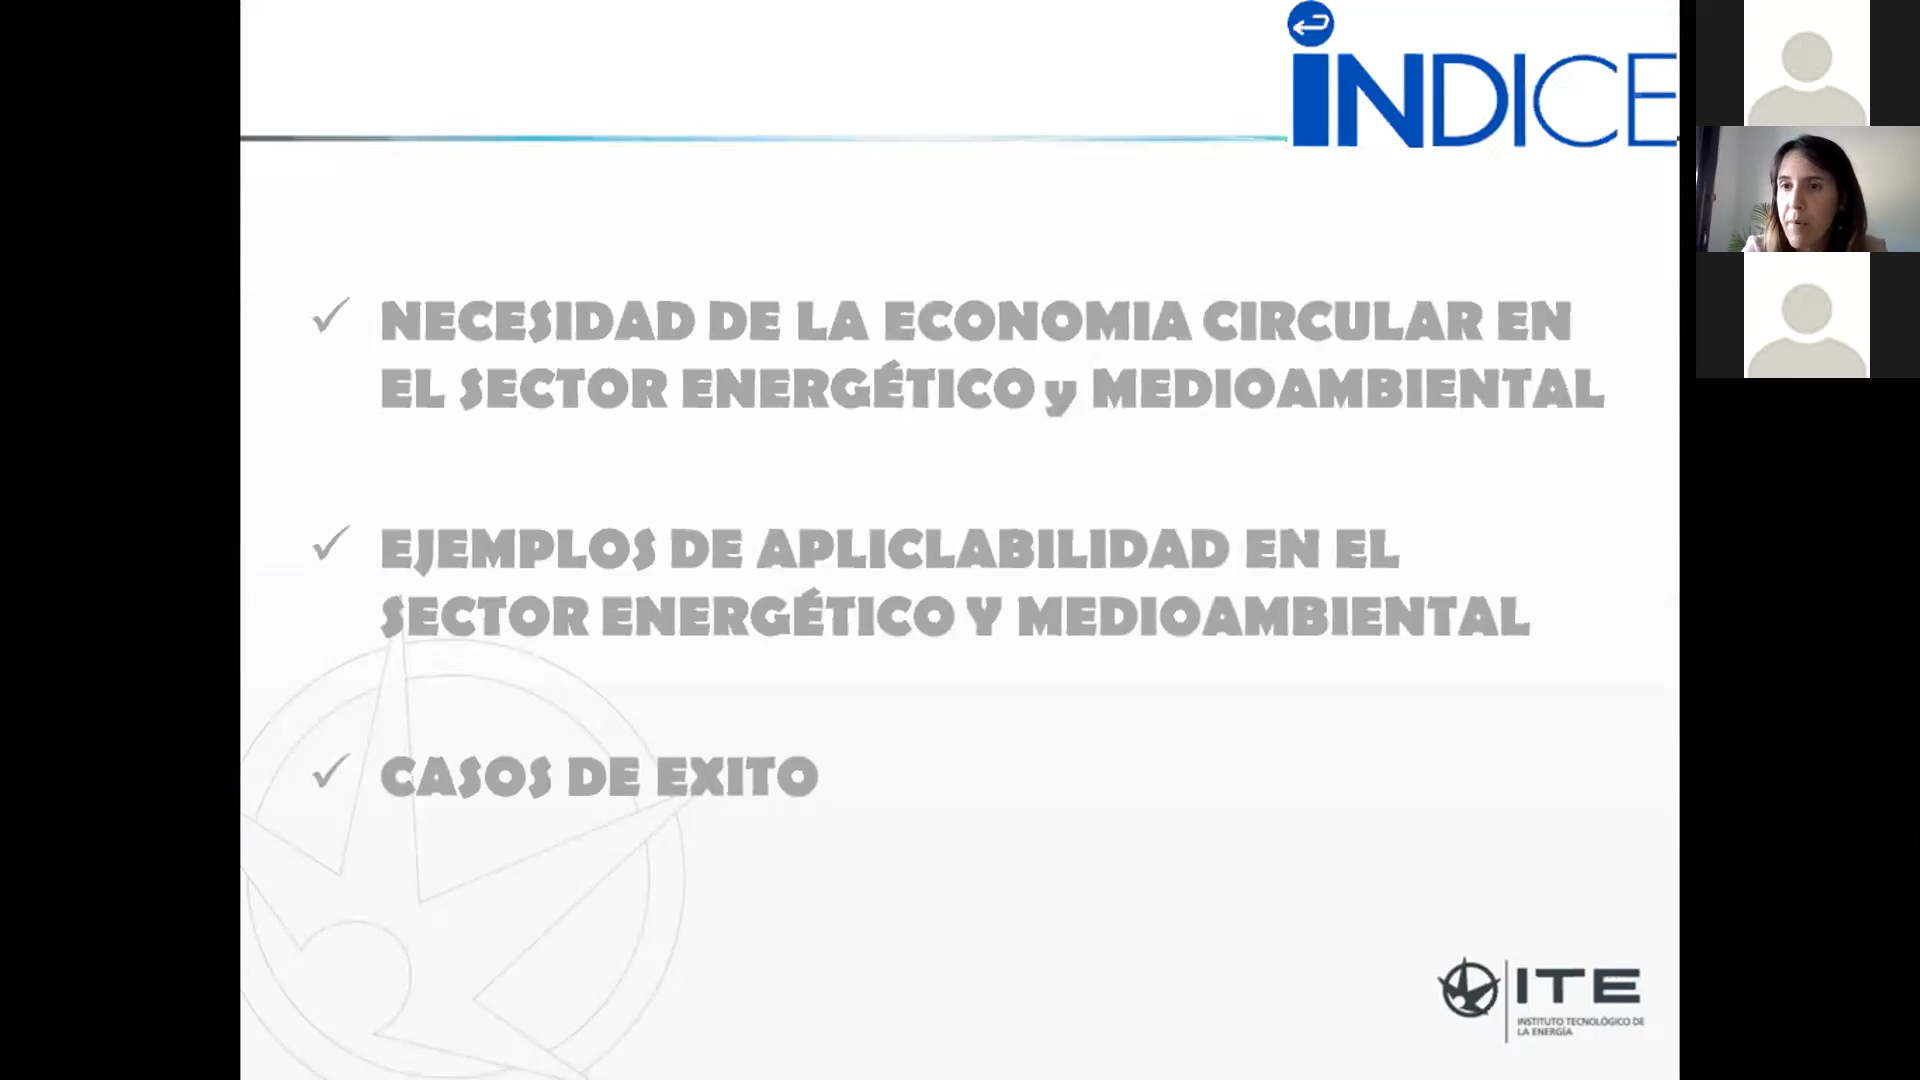 ÍNDICE
NECESIDAD DE LA ECONOMIA CIRCULAR EN
EL SECTOR ENERGÉTICO y MEDIOAMBIENTAL
EJEMPLOS DE APLICLABILIDAD EN EL
SECTOR ENERGÉTICO Y MEDIOAMBIENTAL
CASOS DE EXITO
ITE
INSTITUTO TECNOLÓGICO DE
LA ENERGÍA